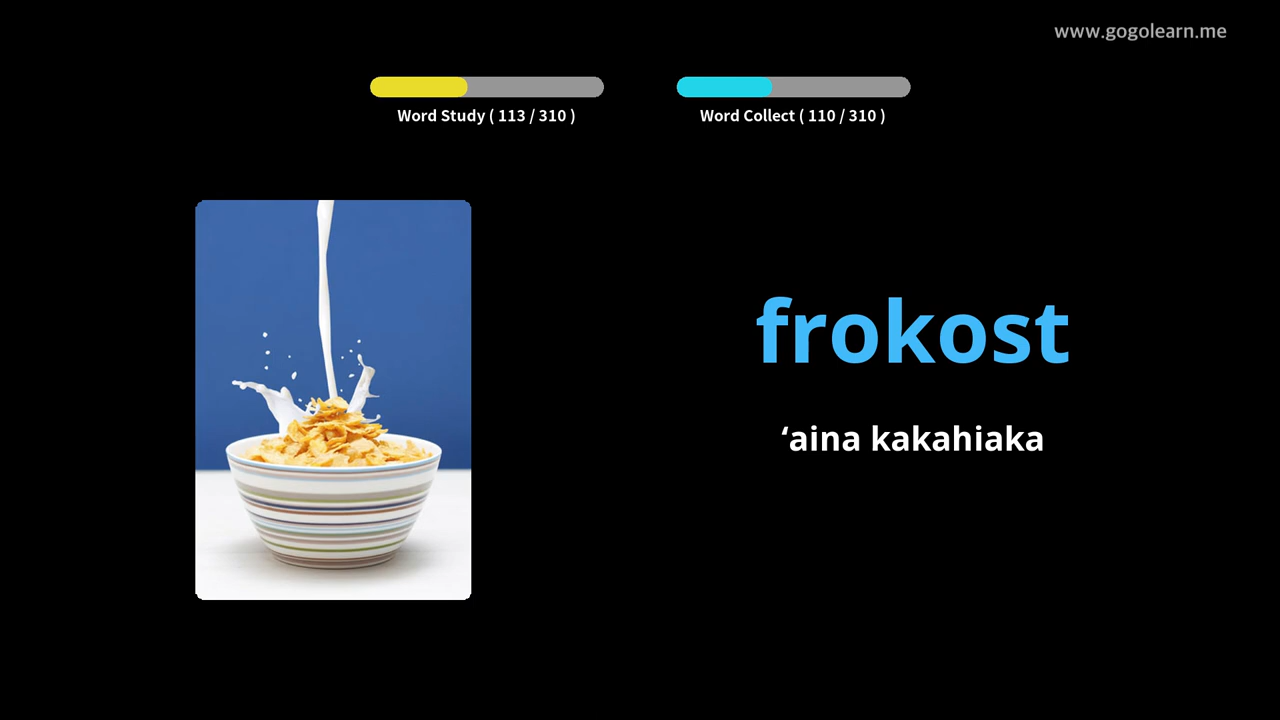 www.gogolearn.me
Word Study ( 113 / 310 )
Word Collect ( 110 / 310 )
frokost
ʻaina kakahiaka